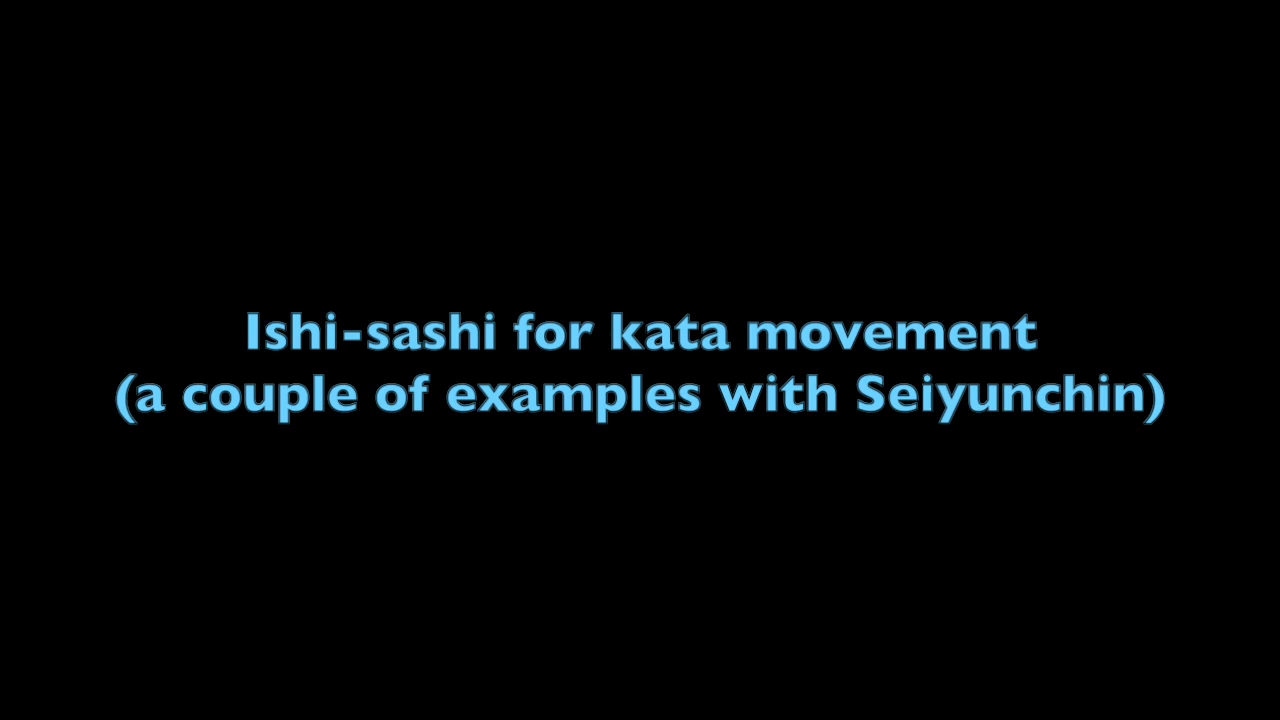 Ishi-sashi for kata movement
(a couple of examples with Seiyunchin)